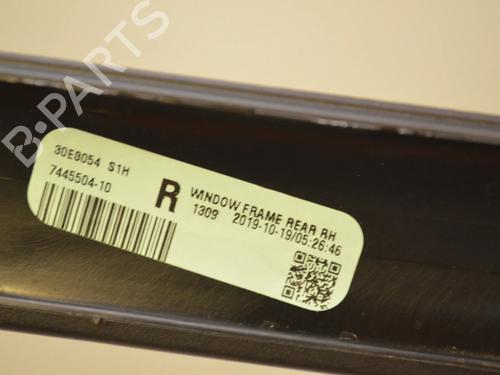 B-PARTS
30E8054 S1H
7445504-10
R
WINDOW FRAME REAR RH
1309 2019-10-19/05:26:46